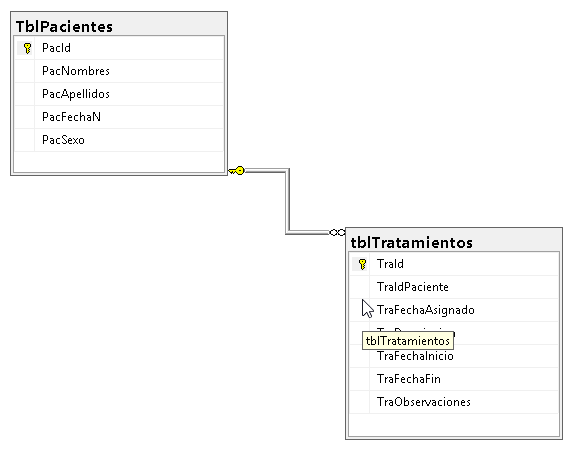 TblPacientes
PacId
PacNombres
PacApellidos
PacFechaN
PacSexo
tblTratamientos
TraId
TraIdPaciente
TraFechaAsignado
tblTratamientos
TraFechaInicio
TraFechaFin
TraObservaciones